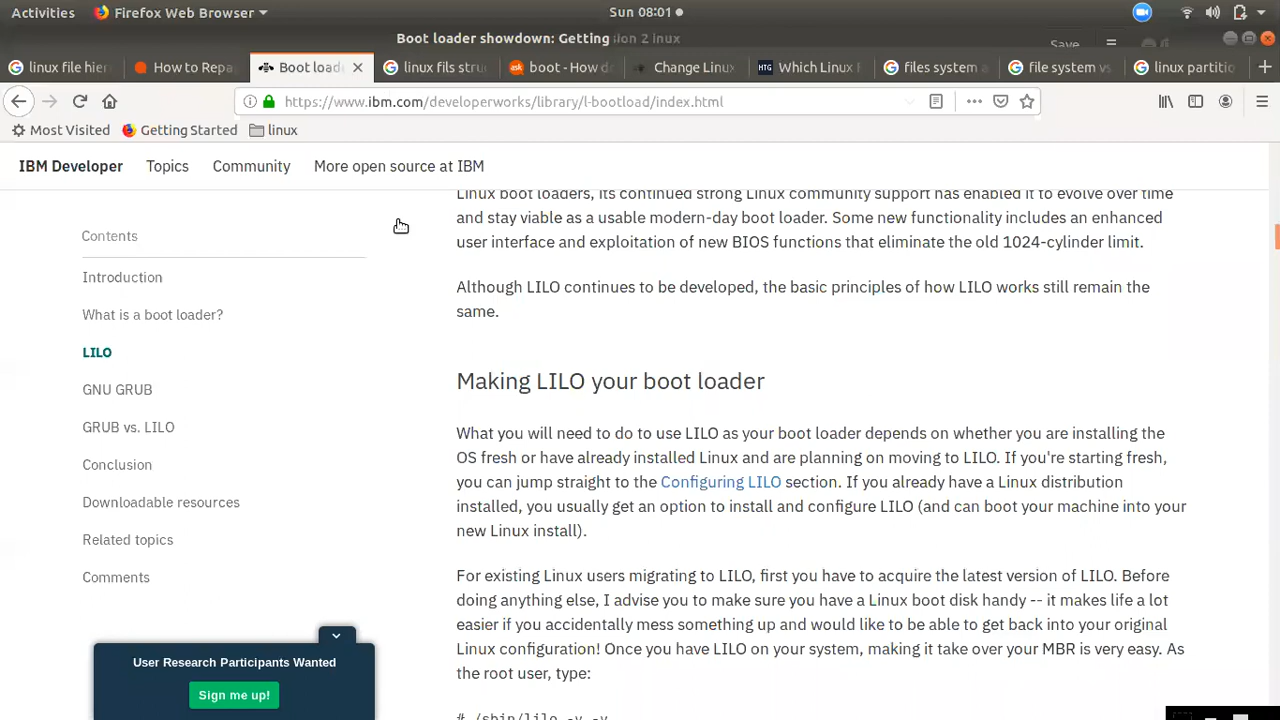 Activities Firefox Web Browser Sun 08:01
Boot loader showdown: Getting
Save
linux file hier How to Repa Boot load linux fils stru boot - How do Change Linux Which Linux F files system a file system vs linux partitio
https://www.ibm.com/developerworks/library/l-bootload/index.html
Most Visited Getting Started linux
IBM Developer Topics Community More open source at IBM
Linux boot loaders, its continued strong Linux community support has enabled it to evolve over time
and stay viable as a usable modern-day boot loader. Some new functionality includes an enhanced
user interface and exploitation of new BIOS functions that eliminate the old 1024-cylinder limit.
Although LILO continues to be developed, the basic principles of how LILO works still remain the
same.
Making LILO your boot loader
What you will need to do to use LILO as your boot loader depends on whether you are installing the
OS fresh or have already installed Linux and are planning on moving to LILO. If you're starting fresh,
you can jump straight to the Configuring LILO section. If you already have a Linux distribution
installed, you usually get an option to install and configure LILO (and can boot your machine into your
new Linux install).
For existing Linux users migrating to LILO, first you have to acquire the latest version of LILO. Before
doing anything else, I advise you to make sure you have a Linux boot disk handy -- it makes life a lot
easier if you accidentally mess something up and would like to be able to get back into your original
Linux configuration! Once you have LILO on your system, making it take over your MBR is very easy. As
the root user, type:
# /sbin/lilo -v -v
Contents
Introduction
What is a boot loader?
LILO
GNU GRUB
GRUB vs. LILO
Conclusion
Downloadable resources
Related topics
Comments
User Research Participants Wanted
Sign me up!